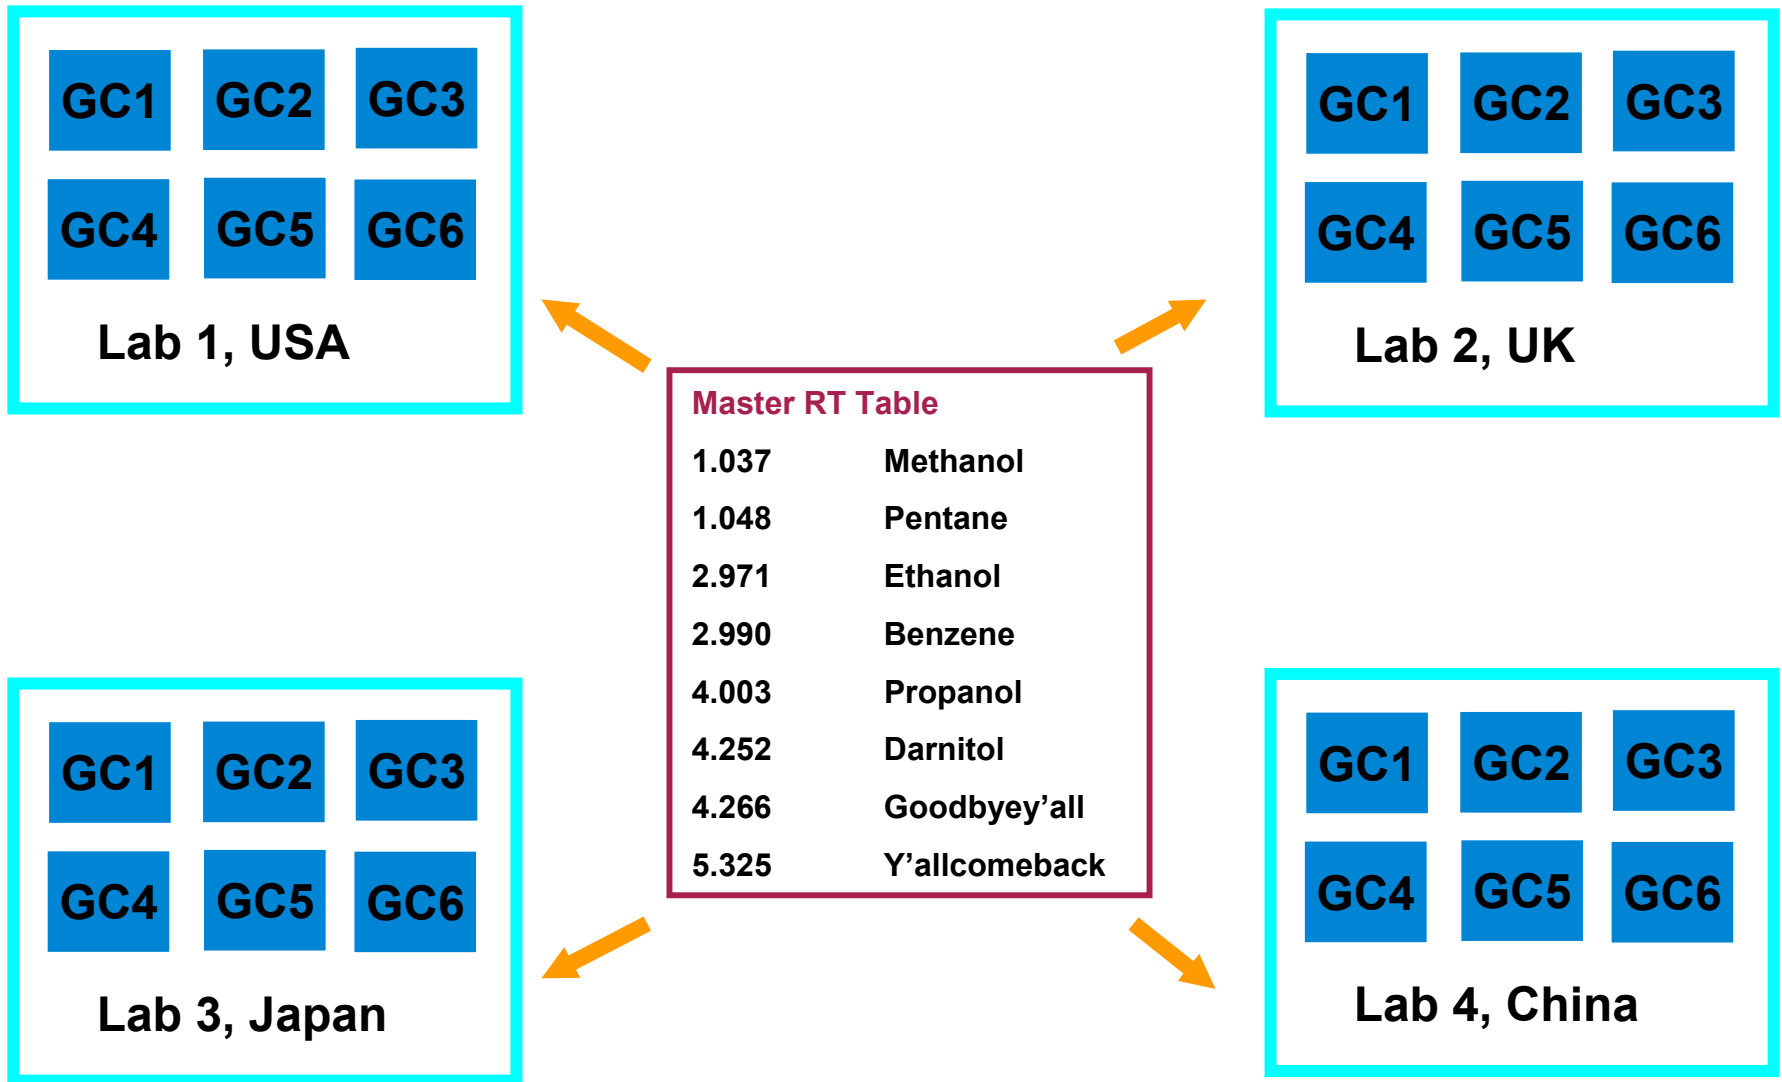 GC1 GC2 GC3
GC4 GC5 GC6
Lab 1, USA
GC1 GC2 GC3
GC4 GC5 GC6
Lab 2, UK
Master RT Table
1.037 Methanol
1.048 Pentane
2.971 Ethanol
2.990 Benzene
4.003 Propanol
4.252 Darnitol
4.266 Goodbyey’all
5.325 Y’allcomeback
GC1 GC2 GC3
GC4 GC5 GC6
Lab 3, Japan
GC1 GC2 GC3
GC4 GC5 GC6
Lab 4, China